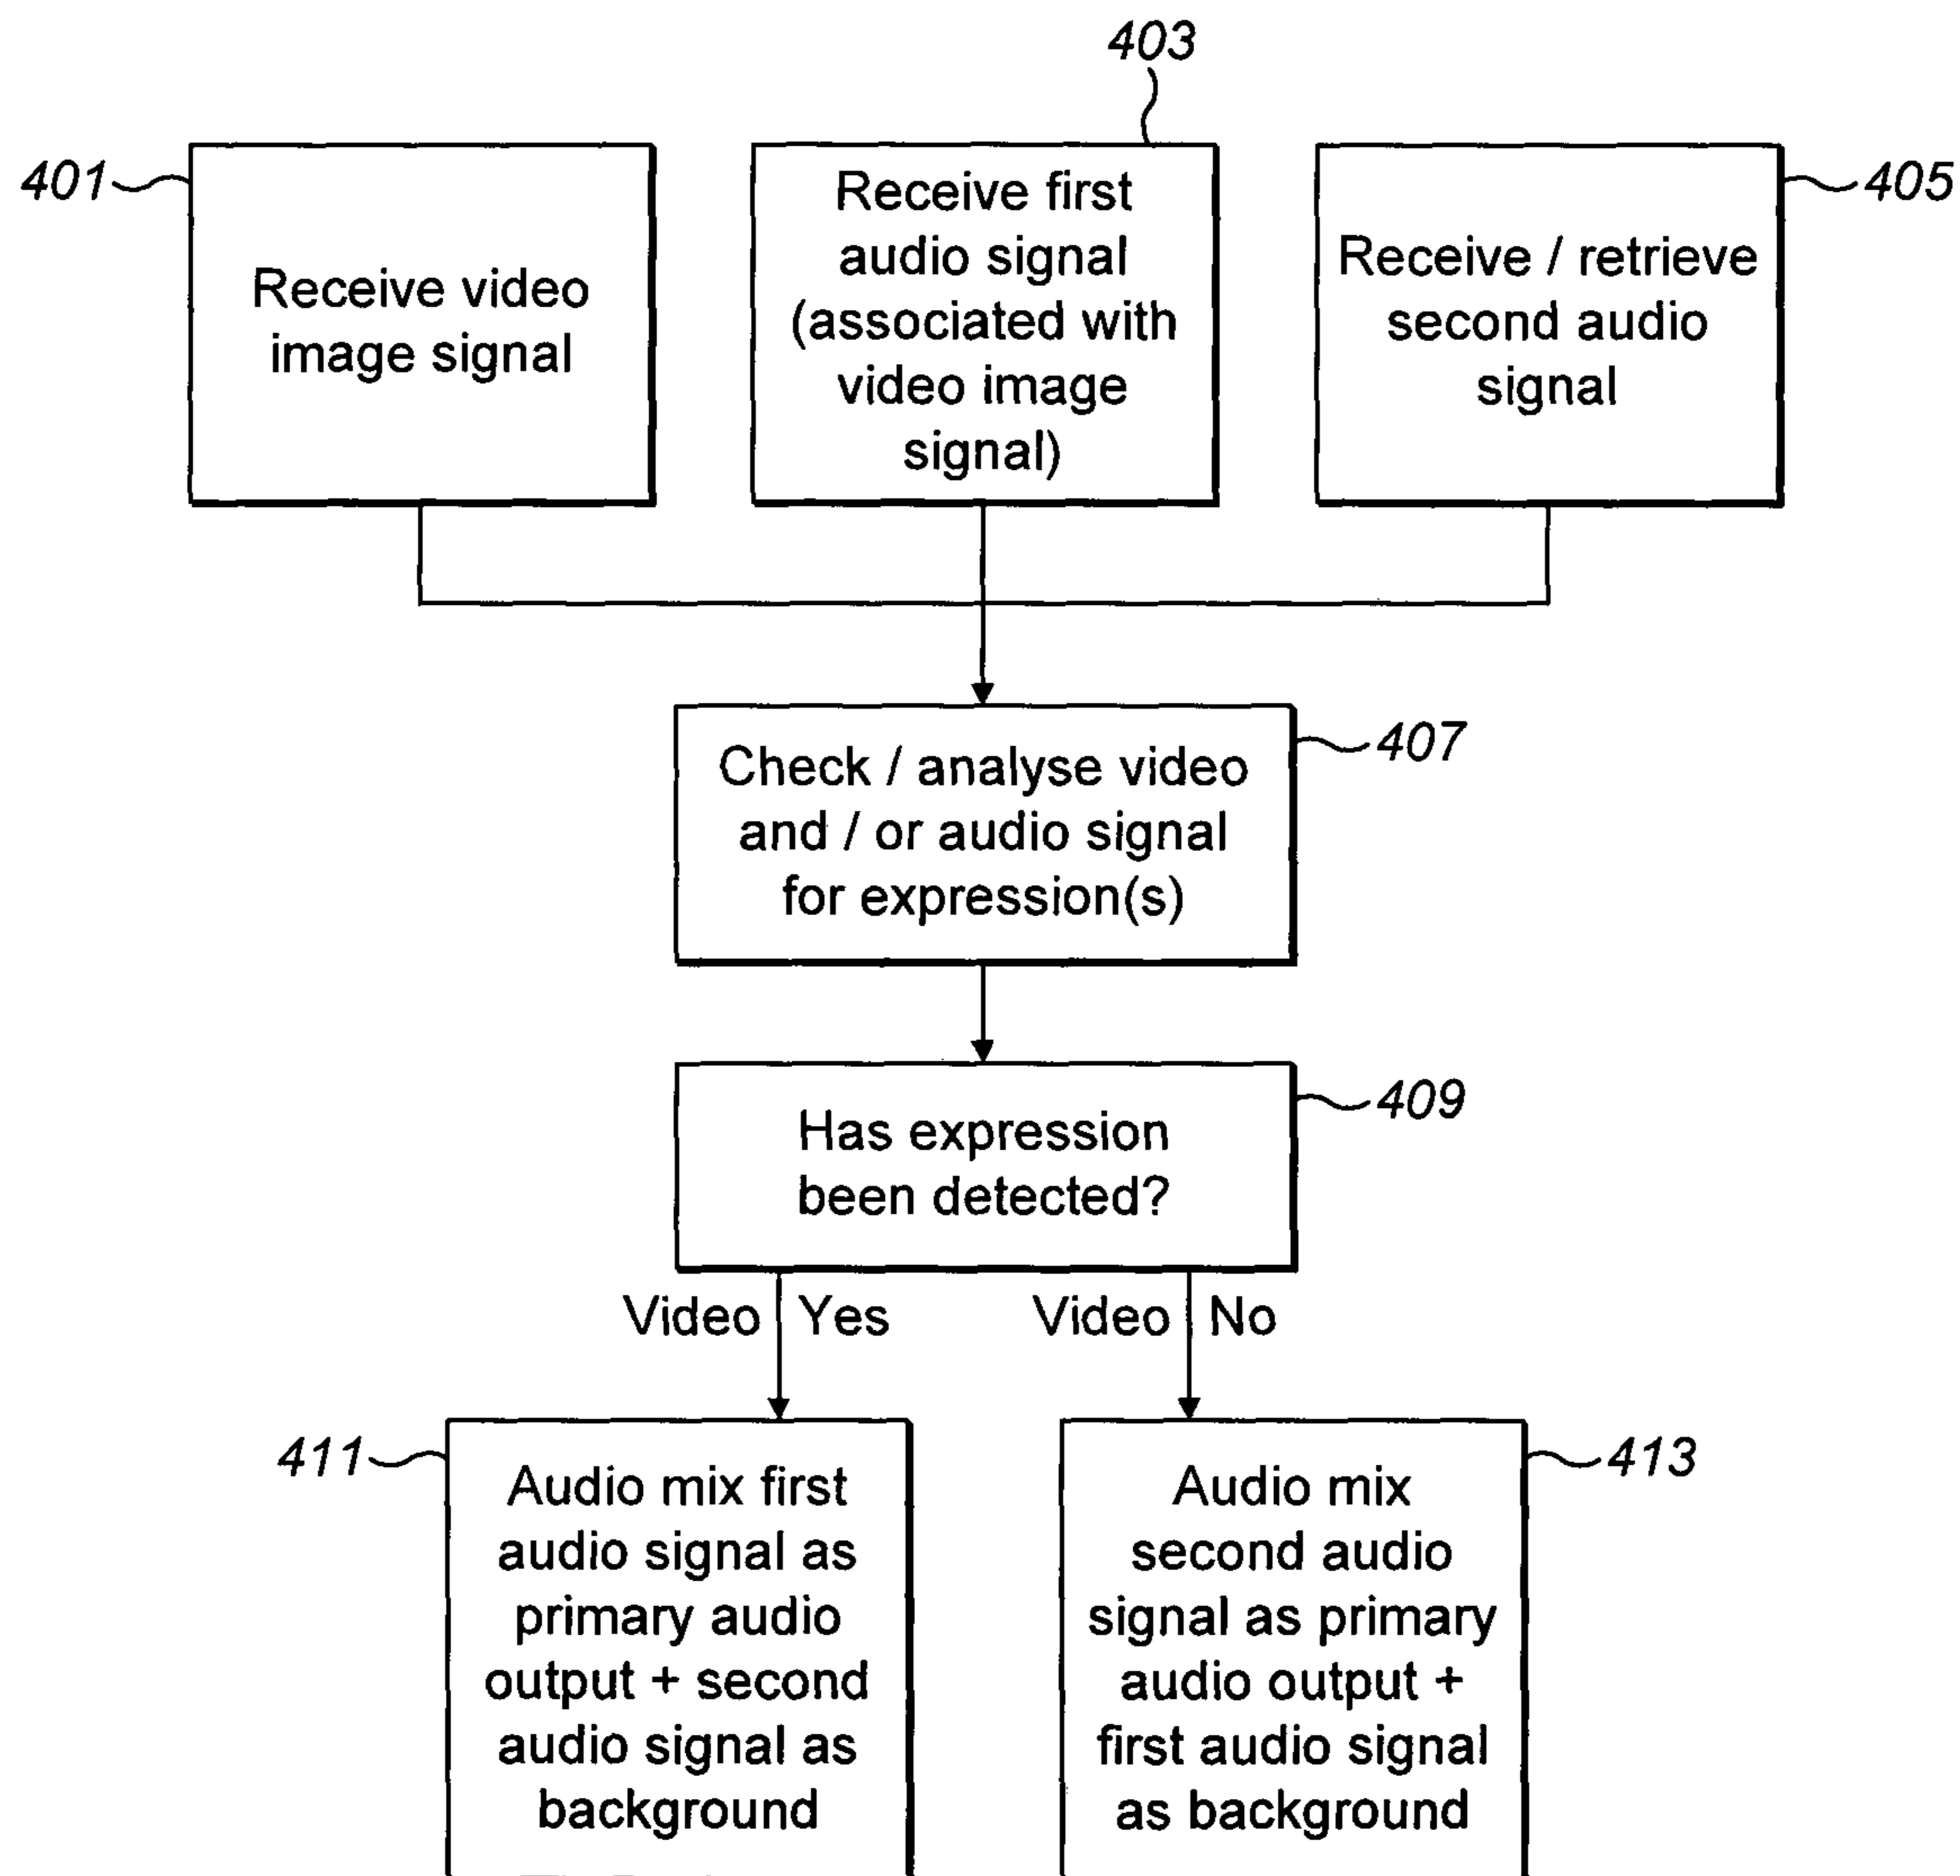 403
401
Receive video
image signal
Receive first
audio signal
(associated with
video image
signal)
405
Receive / retrieve
second audio
signal
407
Check / analyse video
and / or audio signal
for expression(s)
409
Has expression
been detected?
Video Yes
Video No
411
Audio mix first
audio signal as
primary audio
output + second
audio signal as
background
413
Audio mix
second audio
signal as primary
audio output +
first audio signal
as background